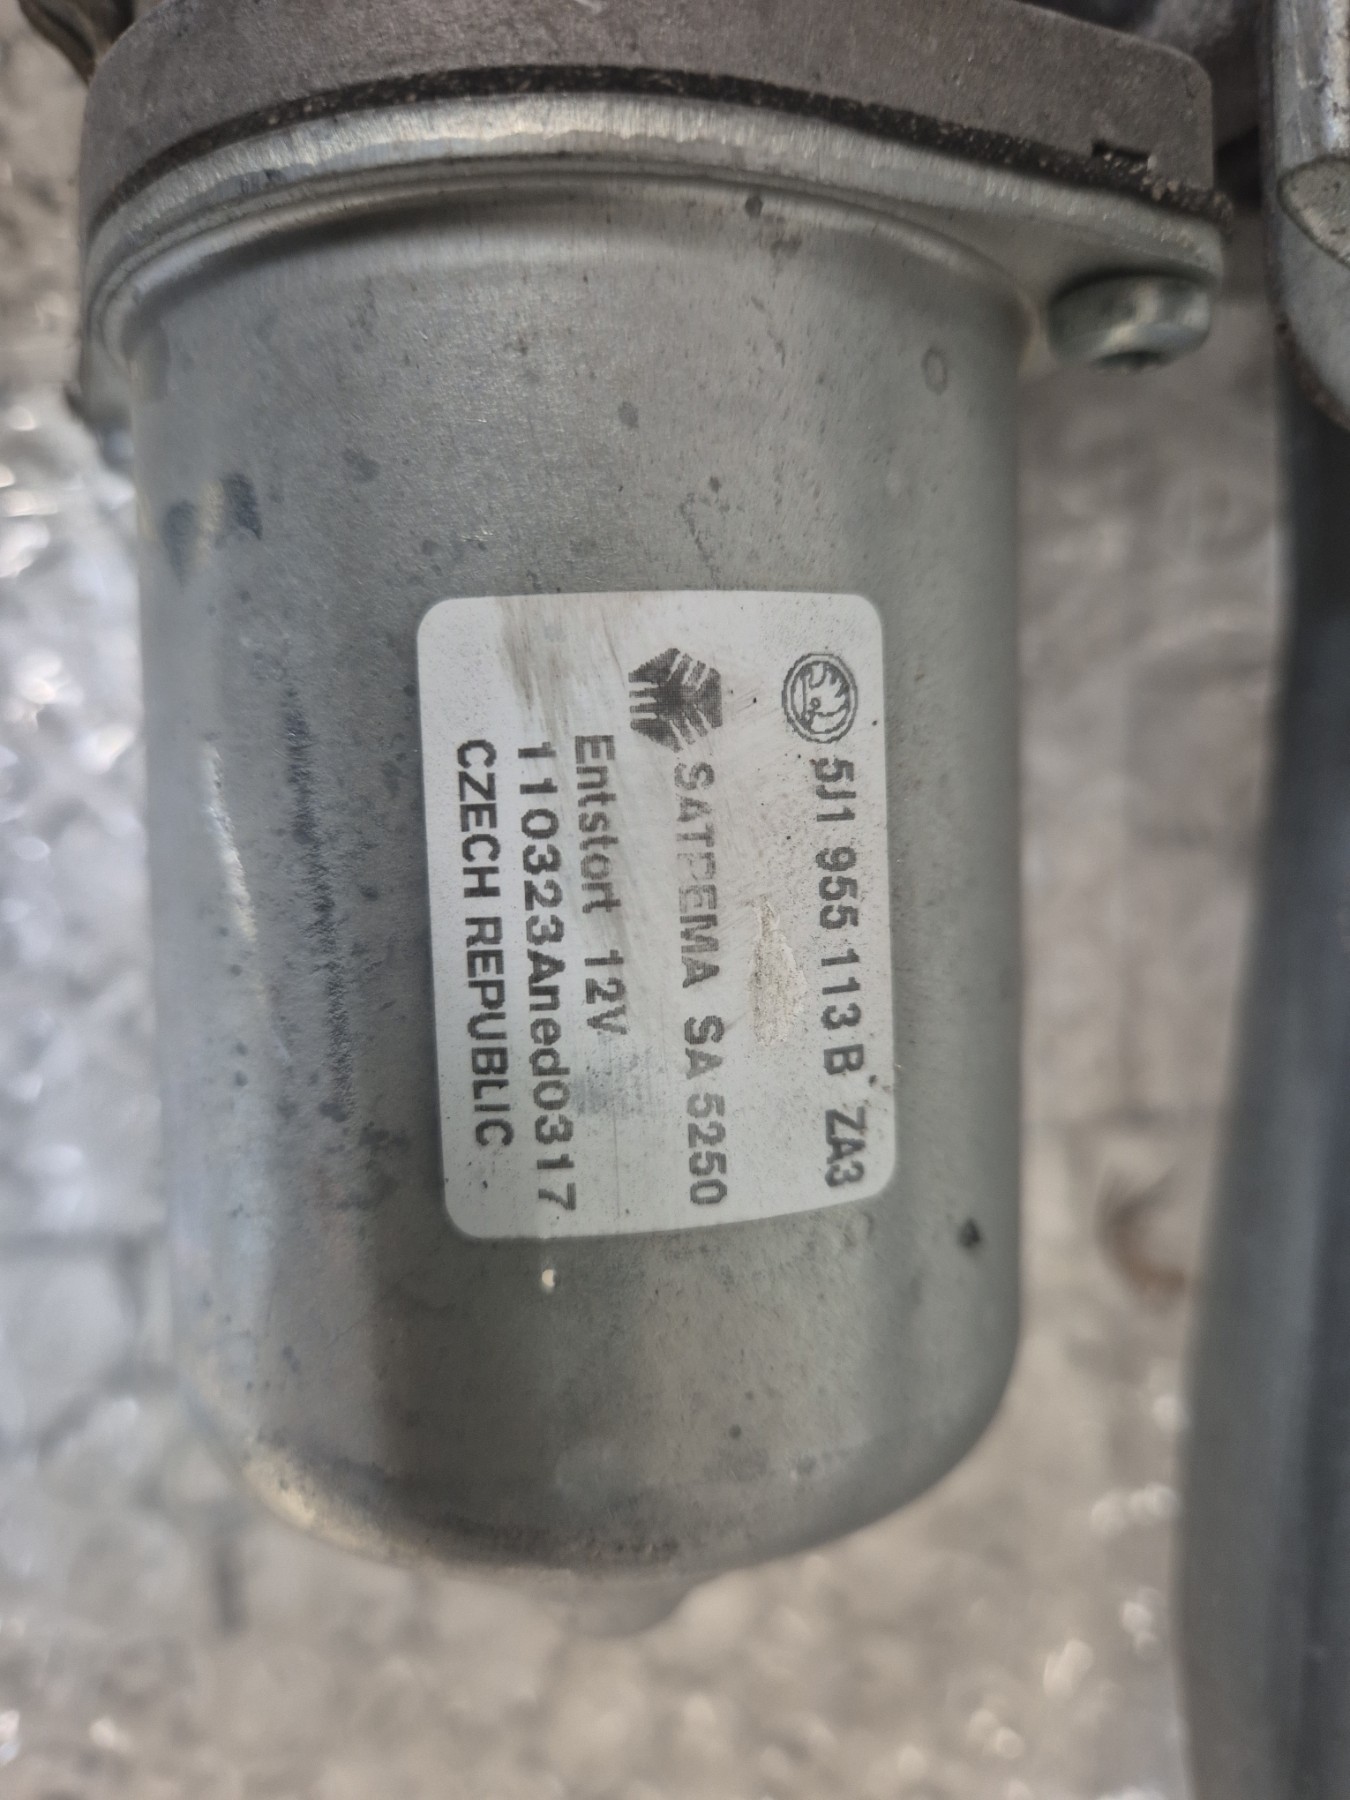 5J1 955 113 B ZA3
SATPEMA SA 5250
Entstort 12V
110323Aned0317
CZECH REPUBLIC